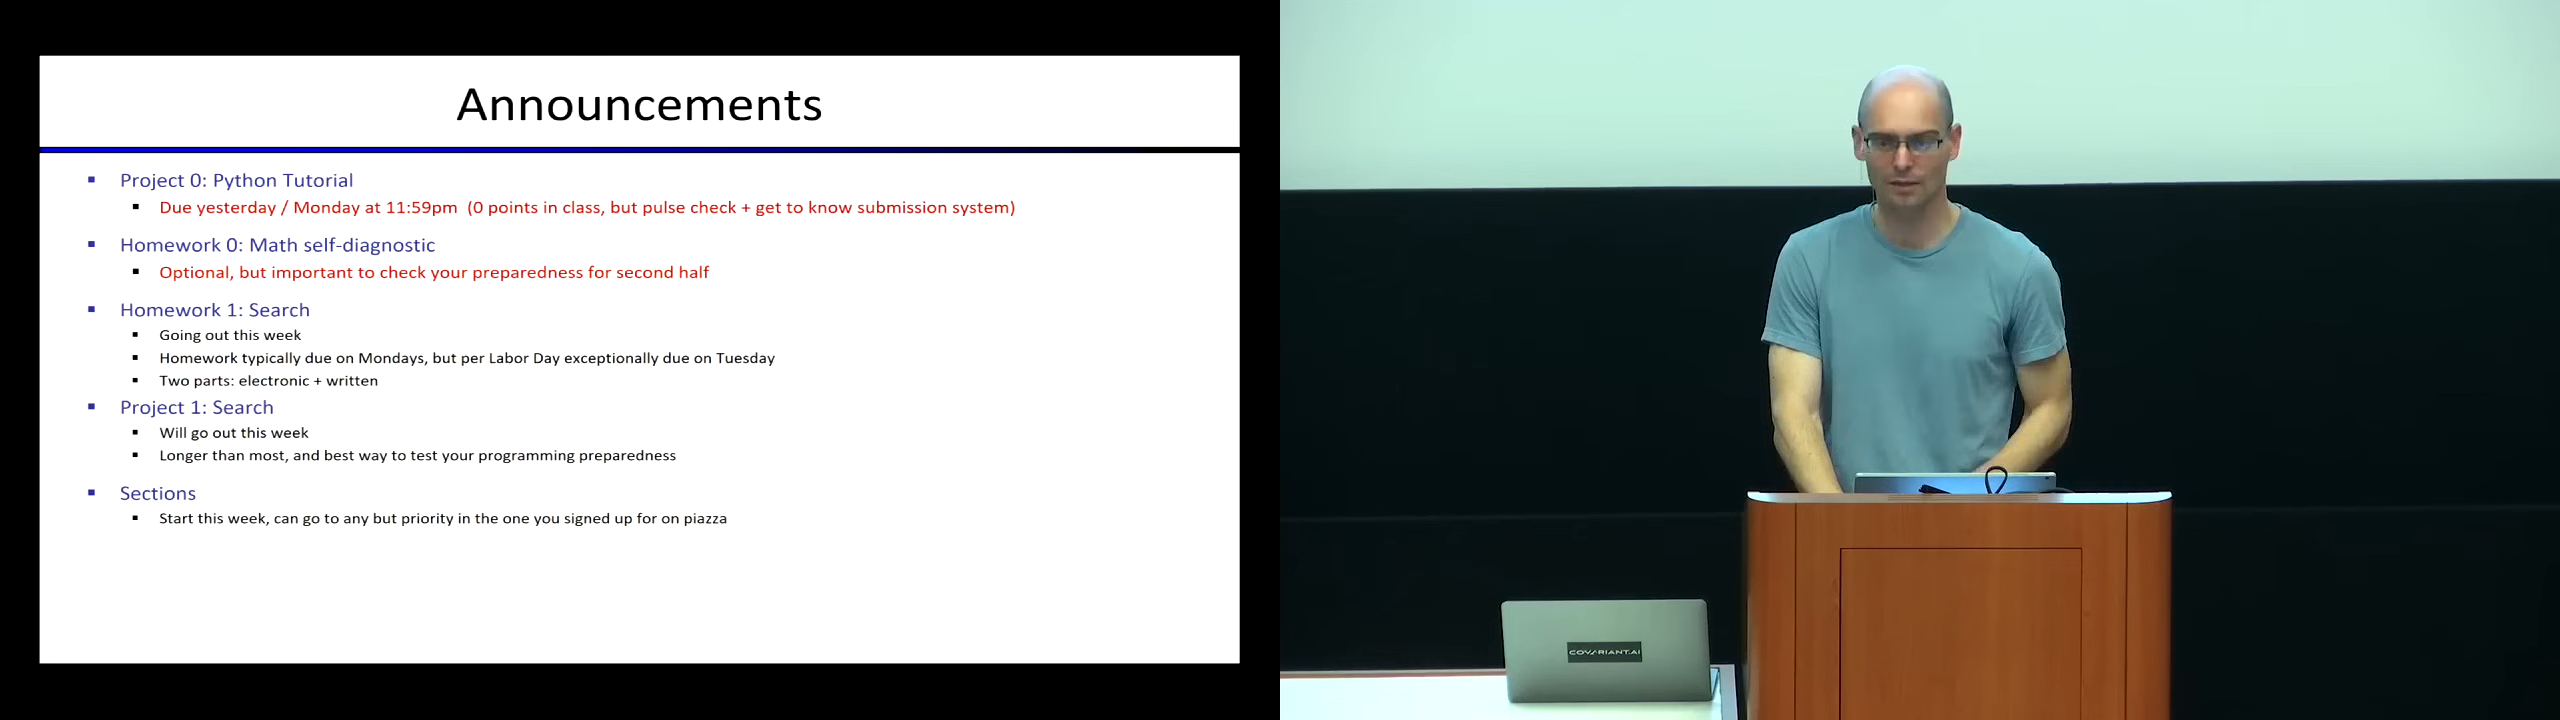 Announcements
Project 0: Python Tutorial
Due yesterday / Monday at 11:59pm (0 points in class, but pulse check + get to know submission system)
Homework 0: Math self-diagnostic
Optional, but important to check your preparedness for second half
Homework 1: Search
Going out this week
Homework typically due on Mondays, but per Labor Day exceptionally due on Tuesday
Two parts: electronic + written
Project 1: Search
Will go out this week
Longer than most, and best way to test your programming preparedness
Sections
Start this week, can go to any but priority in the one you signed up for on piazza
COVARIANT.AI